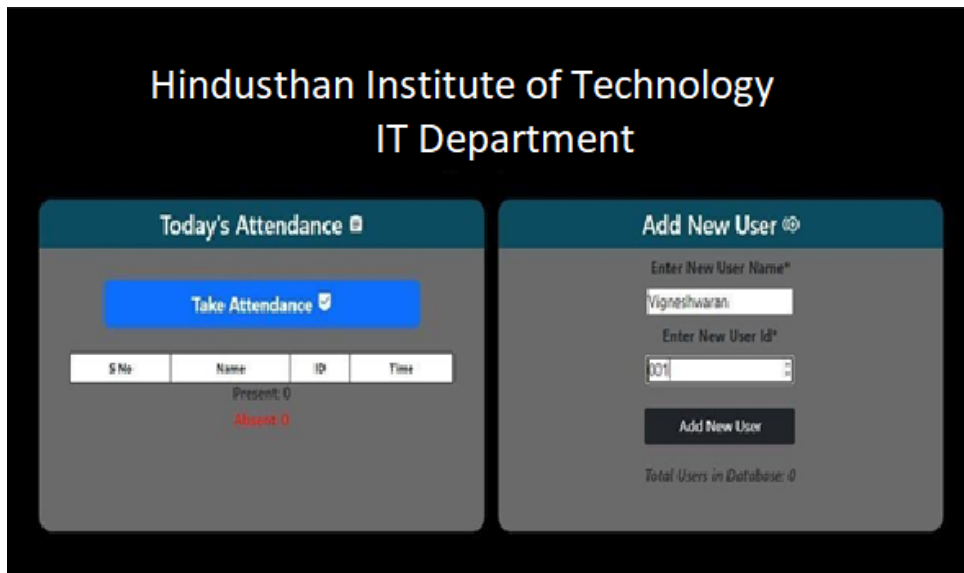 Hindusthan Institute of Technology
IT Department
Today's Attendance
Take Attendance
S No Name ID Time
Present: 0
Absent: 0
Add New User
Enter New User Name*
Vigneshwaran
Enter New User Id*
001
Add New User
Total Users in Database: 0